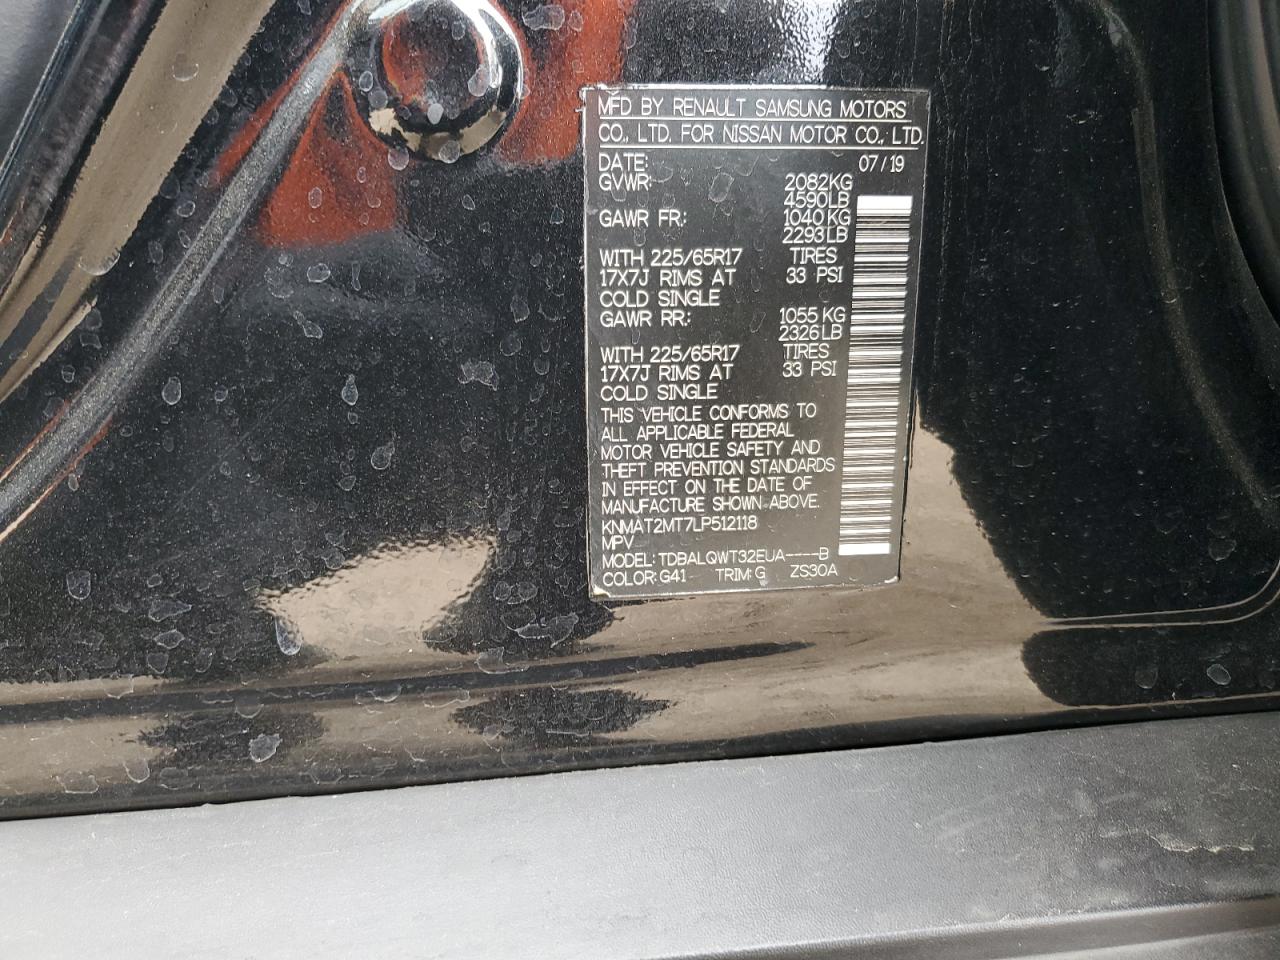 MFD BY RENAULT SAMSUNG MOTORS
CO., LTD. FOR NISSAN MOTOR CO., LTD.
DATE: 07/19
GVWR: 2082KG
4590LB
GAWR FR: 1040KG
2293LB
WITH 225/65R17 TIRES
17X7J RIMS AT 33 PSI
COLD SINGLE
GAWR RR: 1055KG
2326LB
WITH 225/65R17 TIRES
17X7J RIMS AT 33 PSI
COLD SINGLE
THIS VEHICLE CONFORMS TO
ALL APPLICABLE FEDERAL
MOTOR VEHICLE SAFETY AND
THEFT PREVENTION STANDARDS
IN EFFECT ON THE DATE OF
MANUFACTURE SHOWN ABOVE.
KNMAT2MT7LP512118
MPV
MODEL: TDBALQWT32EUA----B
COLOR: G41 TRIM: G ZS30A